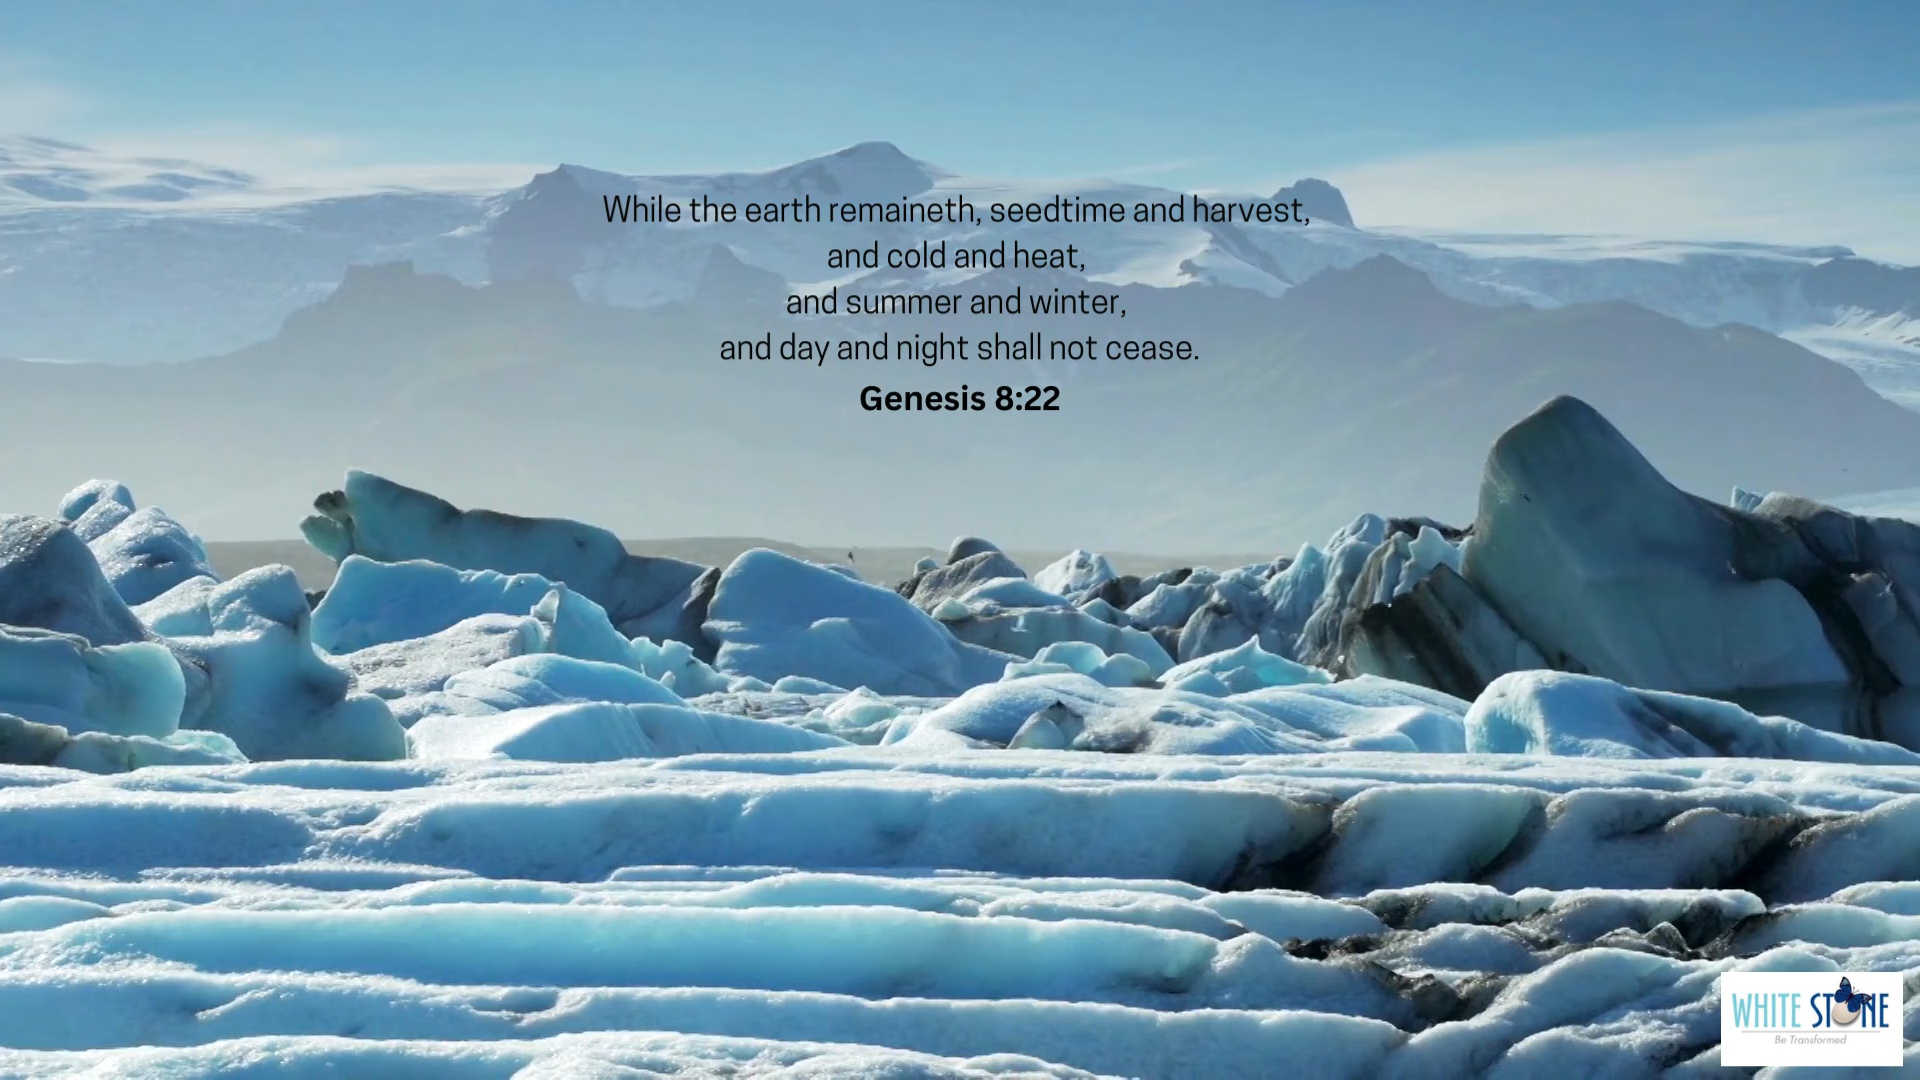 While the earth remaineth, seedtime and harvest,
and cold and heat,
and summer and winter,
and day and night shall not cease.
Genesis 8:22
WHITE STONE
Be Transformed